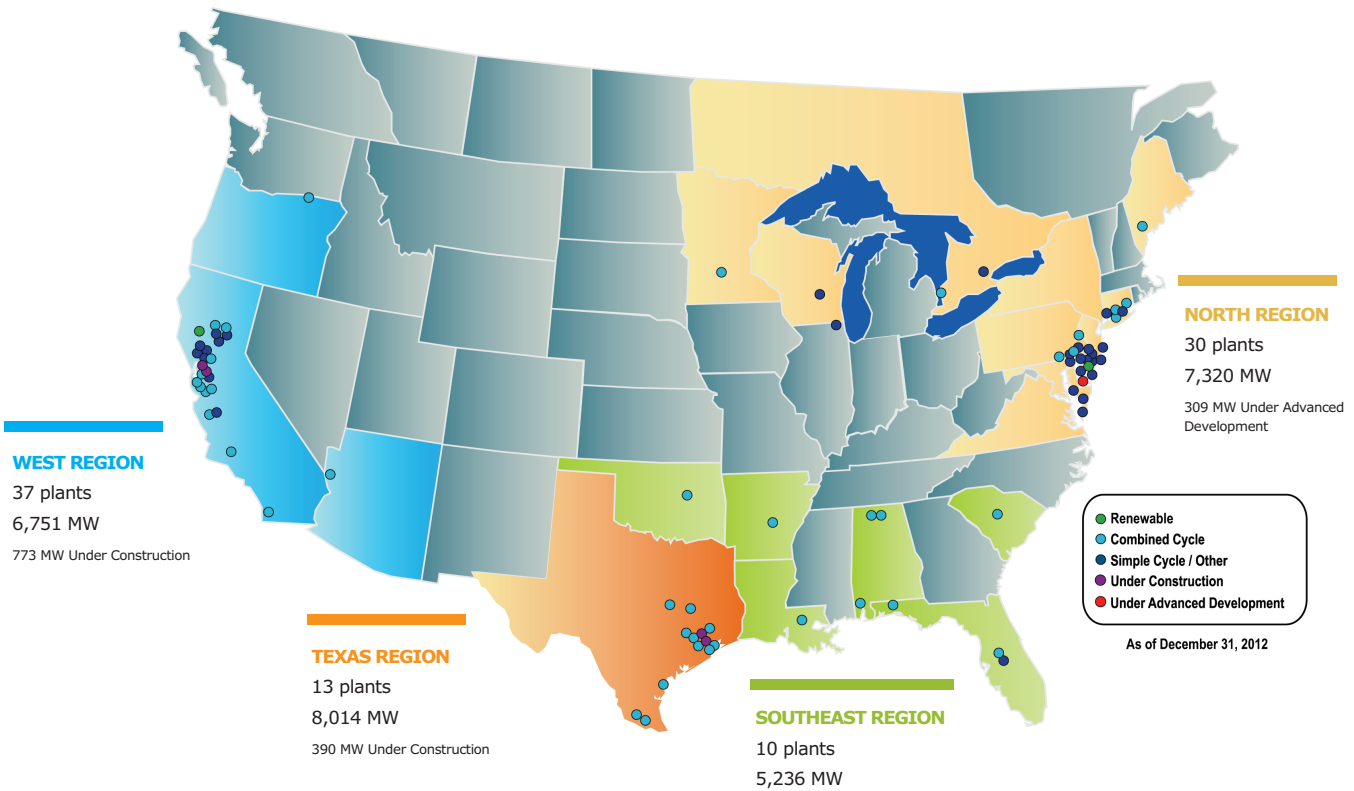 NORTH REGION
30 plants
7,320 MW
309 MW Under Advanced
Development
WEST REGION
37 plants
6,751 MW
773 MW Under Construction
Renewable
Combined Cycle
Simple Cycle / Other
Under Construction
Under Advanced Development
As of December 31, 2012
TEXAS REGION
13 plants
8,014 MW
390 MW Under Construction
SOUTHEAST REGION
10 plants
5,236 MW